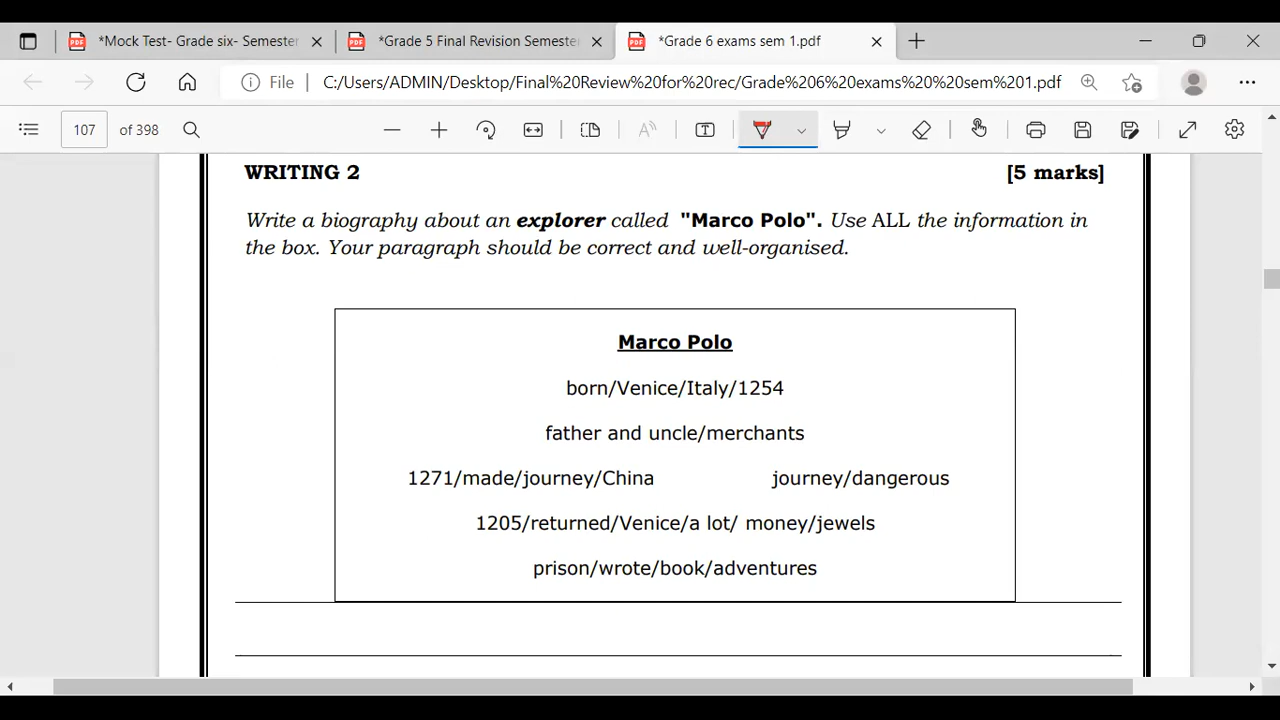 *Mock Test- Grade six- Semester
*Grade 5 Final Revision Semester
*Grade 6 exams sem 1.pdf
File
C:/Users/ADMIN/Desktop/Final%20Review%20for%20rec/Grade%206%20exams%20%20sem%201.pdf
107 of 398
WRITING 2 [5 marks]
Write a biography about an explorer called "Marco Polo". Use ALL the information in
the box. Your paragraph should be correct and well-organised.
Marco Polo
born/Venice/Italy/1254
father and uncle/merchants
1271/made/journey/China journey/dangerous
1205/returned/Venice/a lot/ money/jewels
prison/wrote/book/adventures